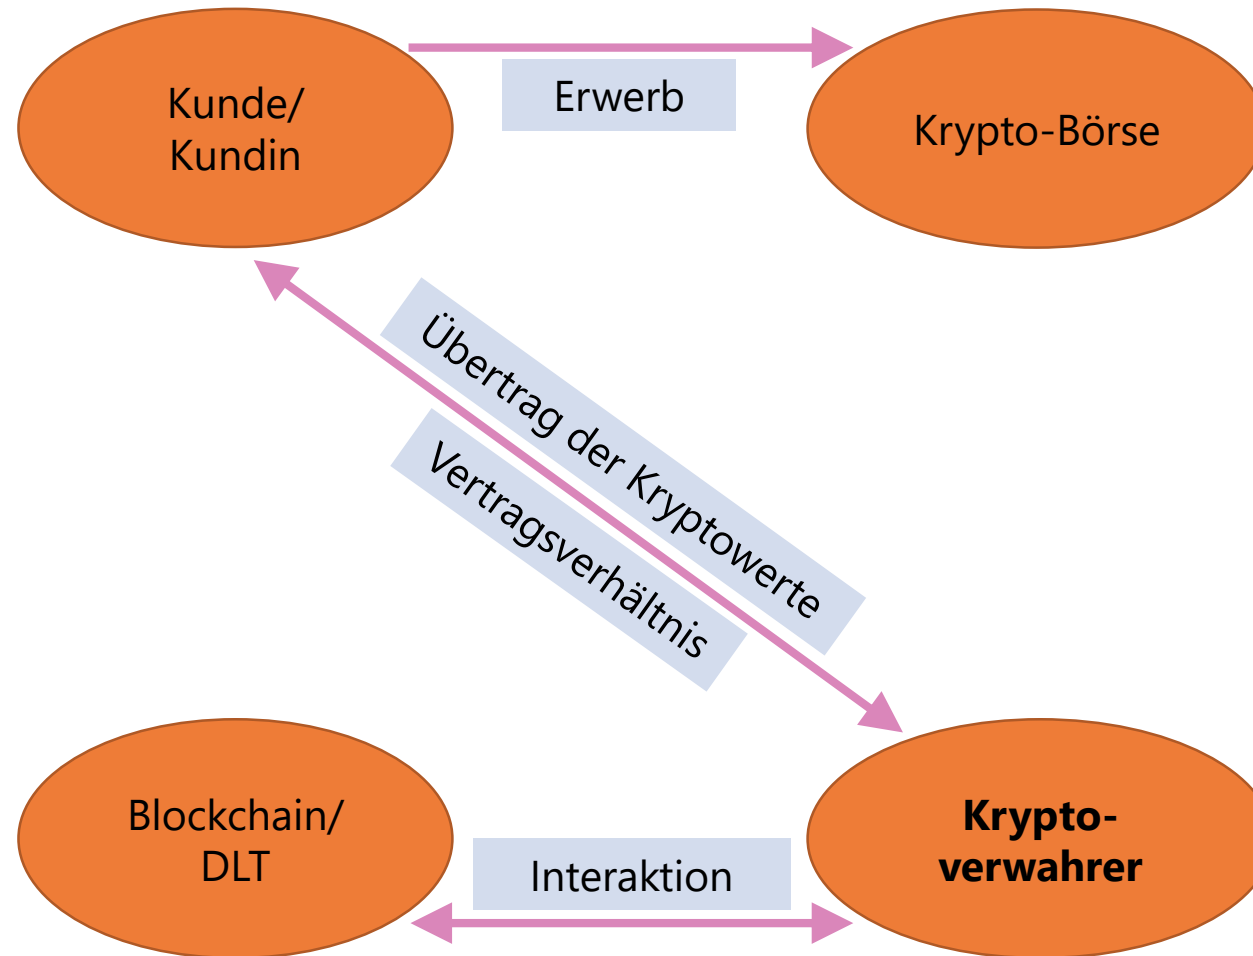 Kunde/
Kundin
Erwerb
Krypto-Börse
Übertrag der Kryptowerte
Vertragsverhältnis
Blockchain/
DLT
Interaktion
Krypto-
verwahrer